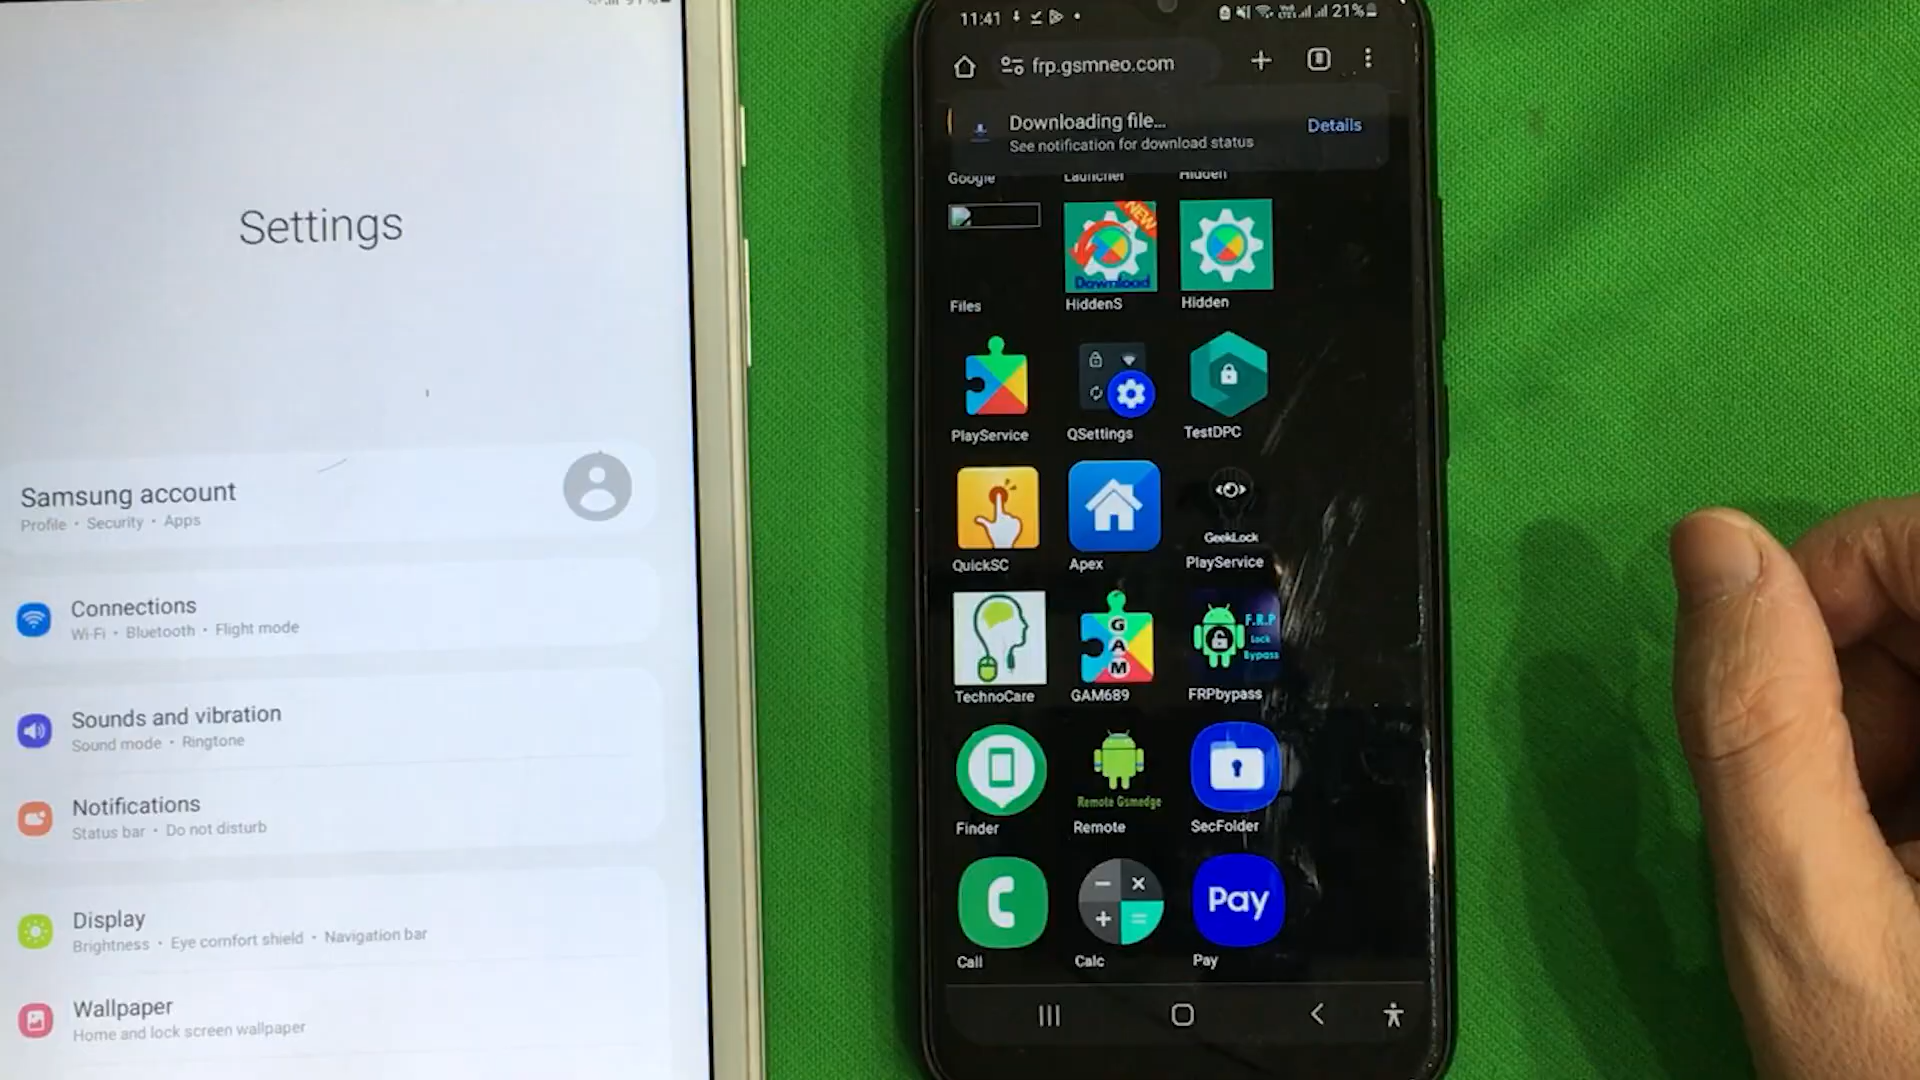 Settings
Samsung account
Profile • Security • Apps
Connections
Wi-Fi • Bluetooth • Flight mode
Sounds and vibration
Sound mode • Ringtone
Notifications
Status bar • Do not disturb
Display
Brightness • Eye comfort shield • Navigation bar
Wallpaper
Home and lock screen wallpaper
11:41
21%
frp.gsmneo.com
Downloading file...
See notification for download status
Details
Google Launcher Hidden
NEW
Download
Files HiddenS Hidden
PlayService QSettings TestDPC
GeekLock
QuickSC Apex PlayService
G
A
M
F.R.P
Lock
Bypass
TechnoCare GAM689 FRPbypass
Remote Gsmedge
Finder Remote SecFolder
Pay
Call Calc Pay